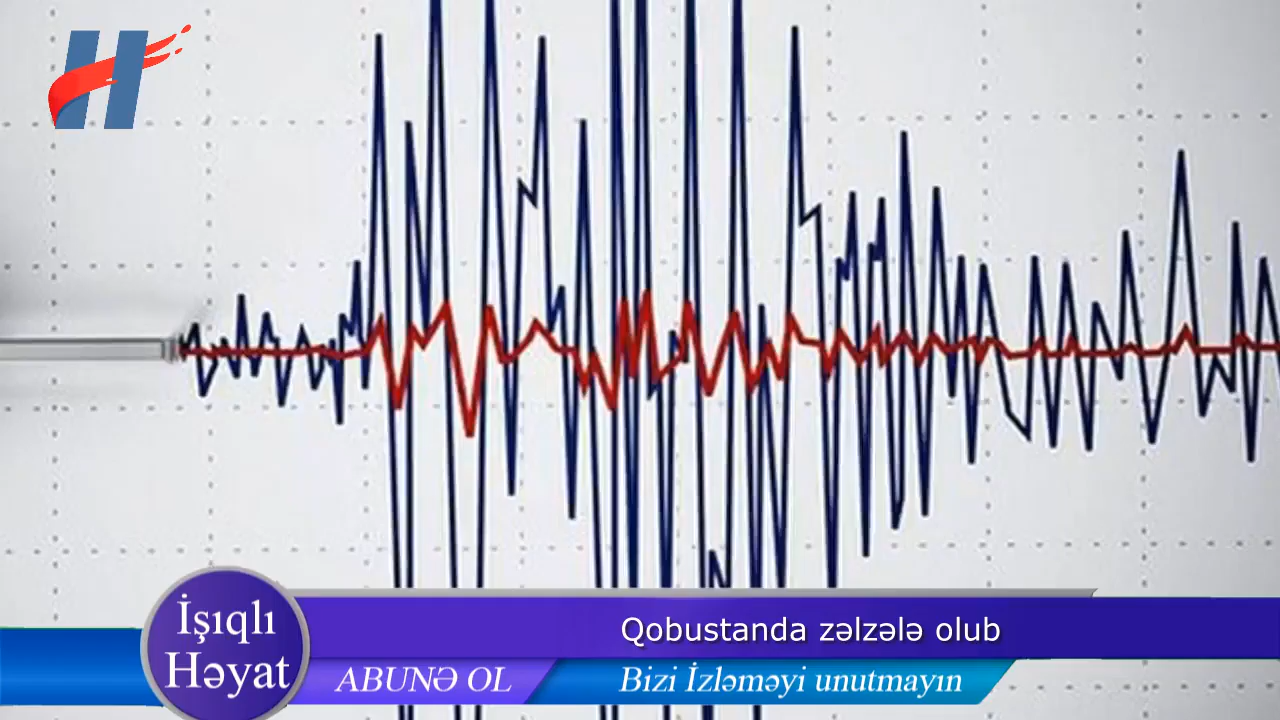 İşıqlı
Həyat
Qobustanda zəlzələ olub
ABUNƏ OL
Bizi İzləməyi unutmayın